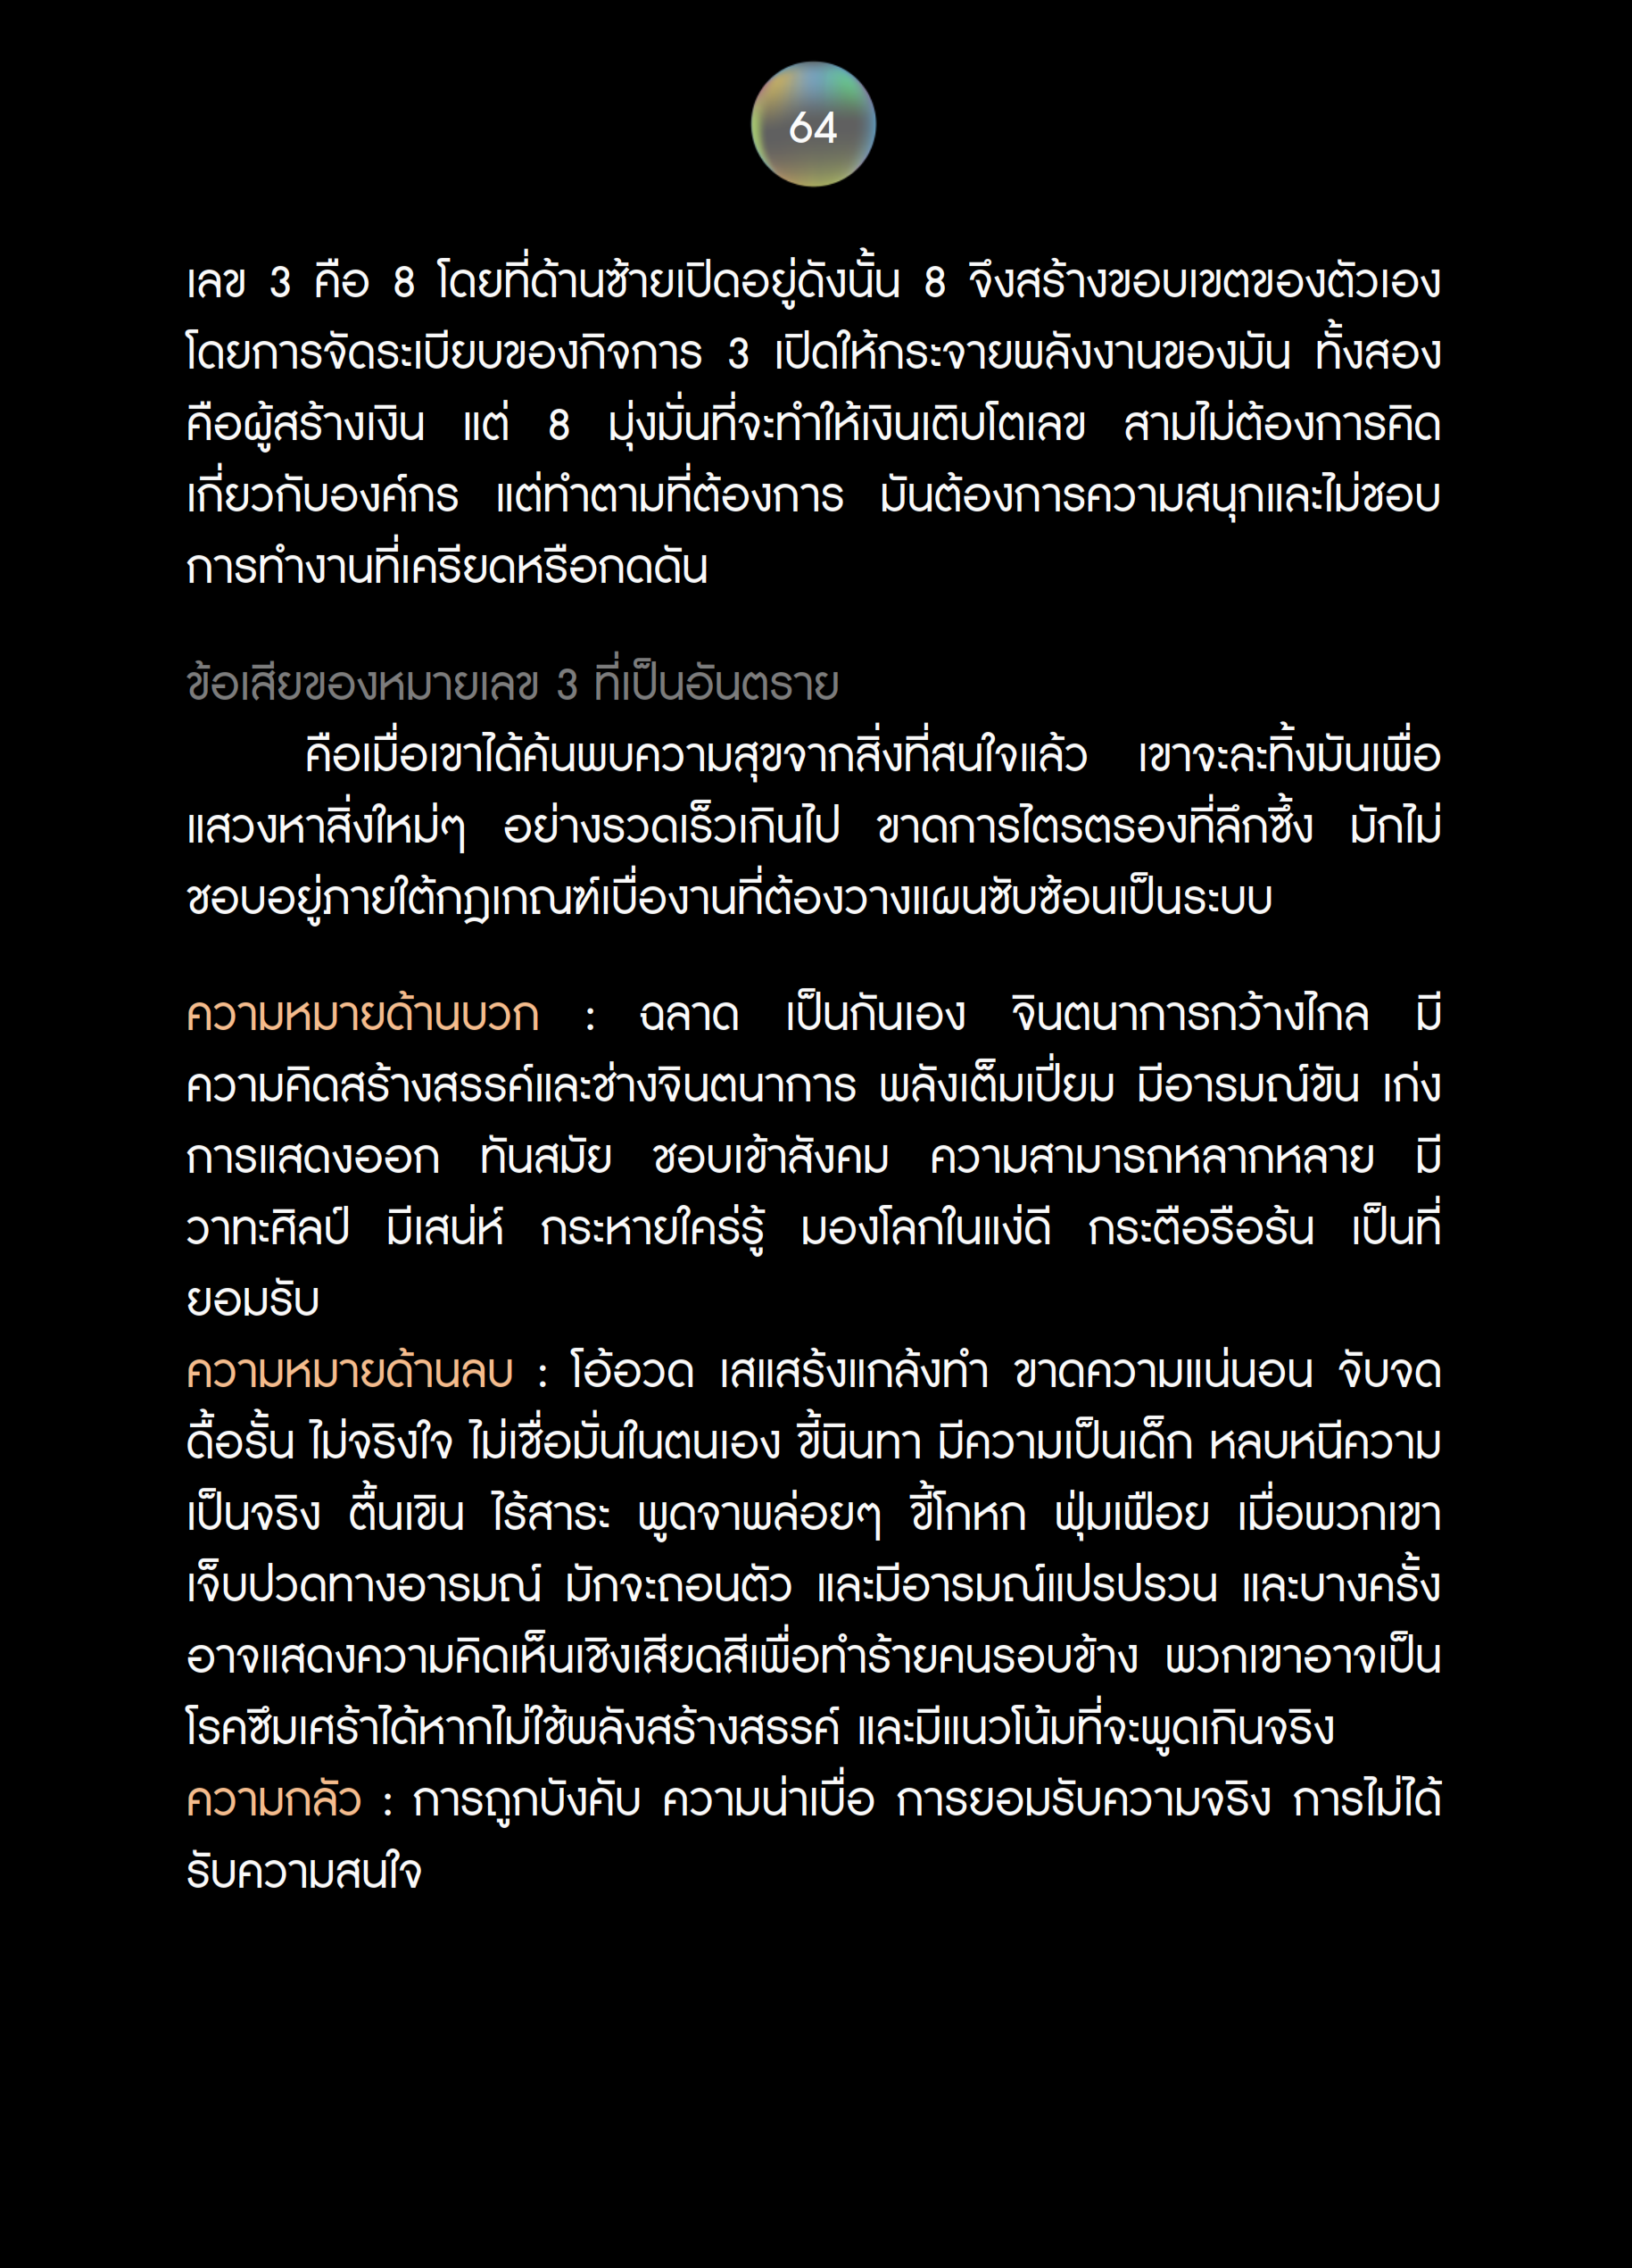 64
เลข 3 คือ 8 โดยที่ด้านซ้ายเปิดอยู่ดังนั้น 8 จึงสร้างขอบเขตของตัวเอง
โดยการจัดระเบียบของกิจการ 3 เปิดให้กระจายพลังงานของมัน ทั้งสอง
คือผู้สร้างเงิน แต่ 8 มุ่งมั่นที่จะทำให้เงินเติบโตเลข สามไม่ต้องการคิด
เกี่ยวกับองค์กร แต่ทำตามที่ต้องการ มันต้องการความสนุกและไม่ชอบ
การทำงานที่เครียดหรือกดดัน
ข้อเสียของหมายเลข 3 ที่เป็นอันตราย
คือเมื่อเขาได้ค้นพบความสุขจากสิ่งที่สนใจแล้ว เขาจะละทิ้งมันเพื่อ
แสวงหาสิ่งใหม่ๆ อย่างรวดเร็วเกินไป ขาดการไตรตรองที่ลึกซึ้ง มักไม่
ชอบอยู่ภายใต้กฎเกณฑ์เบื่องานที่ต้องวางแผนซับซ้อนเป็นระบบ
ความหมายด้านบวก : ฉลาด เป็นกันเอง จินตนาการกว้างไกล มี
ความคิดสร้างสรรค์และช่างจินตนาการ พลังเต็มเปี่ยม มีอารมณ์ขัน เก่ง
การแสดงออก ทันสมัย ชอบเข้าสังคม ความสามารถหลากหลาย มี
วาทะศิลป์ มีเสน่ห์ กระหายใคร่รู้ มองโลกในแง่ดี กระตือรือร้น เป็นที่
ยอมรับ
ความหมายด้านลบ : โอ้อวด เสแสร้งแกล้งทำ ขาดความแน่นอน จับจด
ดื้อรั้น ไม่จริงใจ ไม่เชื่อมั่นในตนเอง ขี้นินทา มีความเป็นเด็ก หลบหนีความ
เป็นจริง ตื้นเขิน ไร้สาระ พูดจาพล่อยๆ ขี้โกหก ฟุ่มเฟือย เมื่อพวกเขา
เจ็บปวดทางอารมณ์ มักจะถอนตัว และมีอารมณ์แปรปรวน และบางครั้ง
อาจแสดงความคิดเห็นเชิงเสียดสีเพื่อทำร้ายคนรอบข้าง พวกเขาอาจเป็น
โรคซึมเศร้าได้หากไม่ใช้พลังสร้างสรรค์ และมีแนวโน้มที่จะพูดเกินจริง
ความกลัว : การถูกบังคับ ความน่าเบื่อ การยอมรับความจริง การไม่ได้
รับความสนใจ